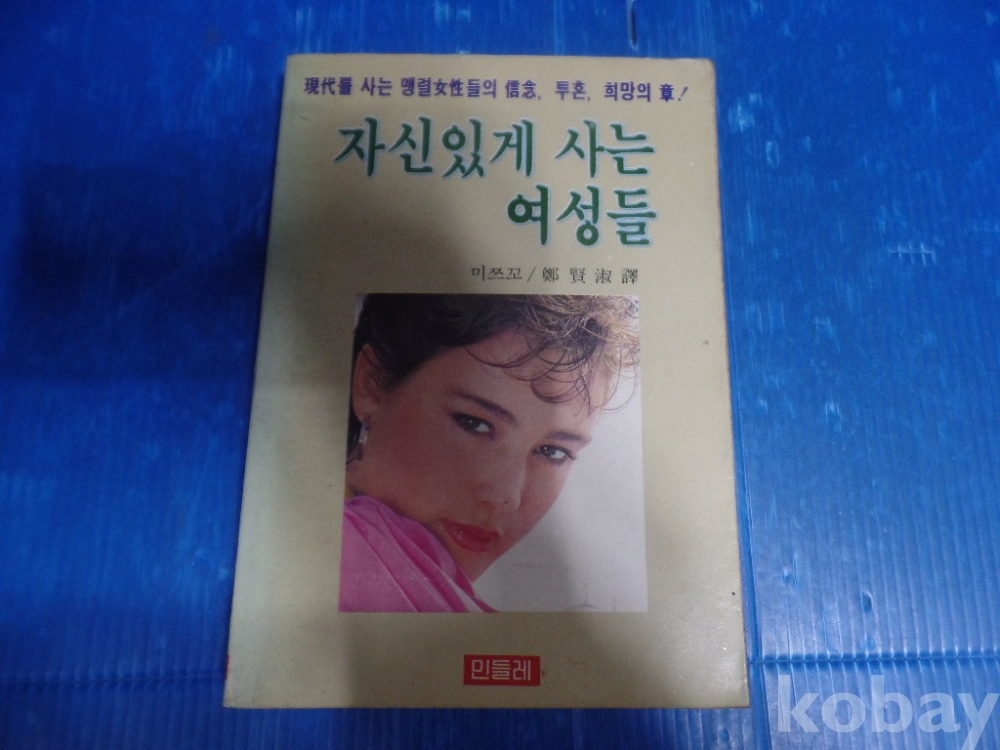 現代를 사는 맹렬女性들의 信念, 투혼, 희망의 章!
자신있게 사는
여성들
미쯔꼬/鄭賢淑 譯
민들레
kobay